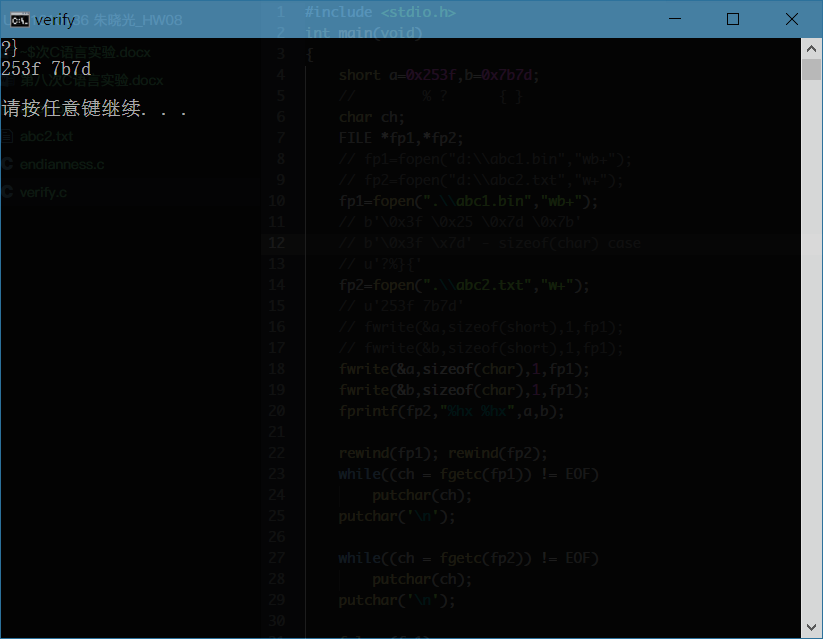 verify
36 朱晓光_HW08
?}
~$次C语言实验.docx
253f 7b7d
第八次C语言实验.docx
请按任意键继续. . .
abc2.txt
endianness.c
verify.c
1 #include <stdio.h>
2 int main(void)
3 {
4 short a=0x253f,b=0x7b7d;
5 // % ? { }
6 char ch;
7 FILE *fp1,*fp2;
8 // fp1=fopen("d:\\abc1.bin","wb+");
9 // fp2=fopen("d:\\abc2.txt","w+");
10 fp1=fopen(".\\abc1.bin","wb+");
11 // b'\0x3f \0x25 \0x7d \0x7b'
12 // b'\0x3f \x7d' - sizeof(char) case
13 // u'?%}{'
14 fp2=fopen(".\\abc2.txt","w+");
15 // u'253f 7b7d'
16 // fwrite(&a,sizeof(short),1,fp1);
17 // fwrite(&b,sizeof(short),1,fp1);
18 fwrite(&a,sizeof(char),1,fp1);
19 fwrite(&b,sizeof(char),1,fp1);
20 fprintf(fp2,"%hx %hx",a,b);
21
22 rewind(fp1); rewind(fp2);
23 while((ch = fgetc(fp1)) != EOF)
24 putchar(ch);
25 putchar('\n');
26
27 while((ch = fgetc(fp2)) != EOF)
28 putchar(ch);
29 putchar('\n');
30